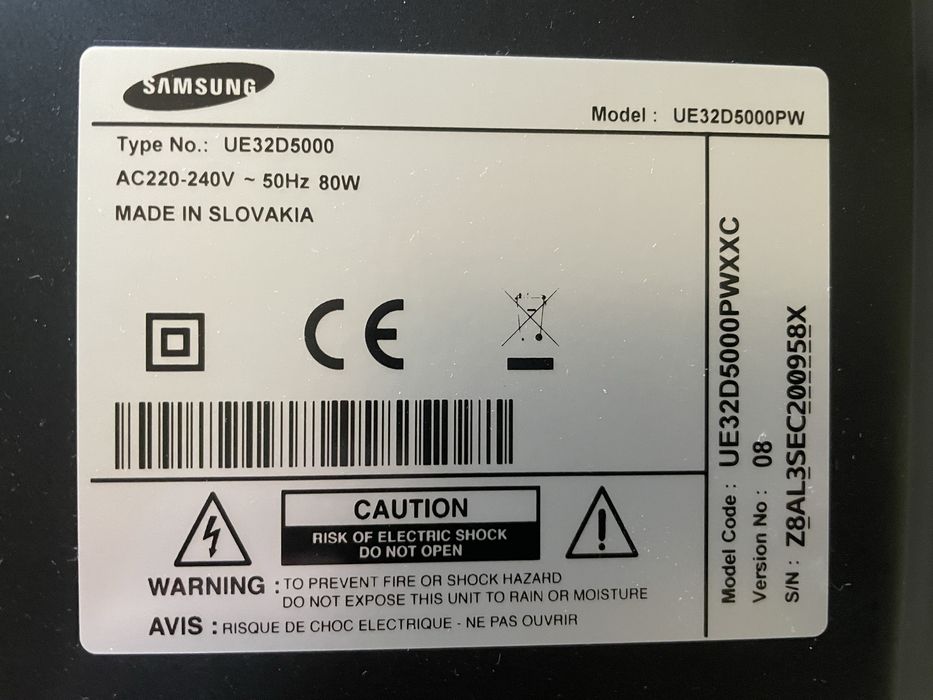 SAMSUNG
Model : UE32D5000PW
Type No.: UE32D5000
AC220-240V ~ 50Hz 80W
MADE IN SLOVAKIA
CE
CAUTION
RISK OF ELECTRIC SHOCK
DO NOT OPEN
WARNING : TO PREVENT FIRE OR SHOCK HAZARD
DO NOT EXPOSE THIS UNIT TO RAIN OR MOISTURE
AVIS : RISQUE DE CHOC ELECTRIQUE - NE PAS OUVRIR
Model Code : UE32D5000PWXXC
Version No : 08
S/N : Z8AL3SEC200958X